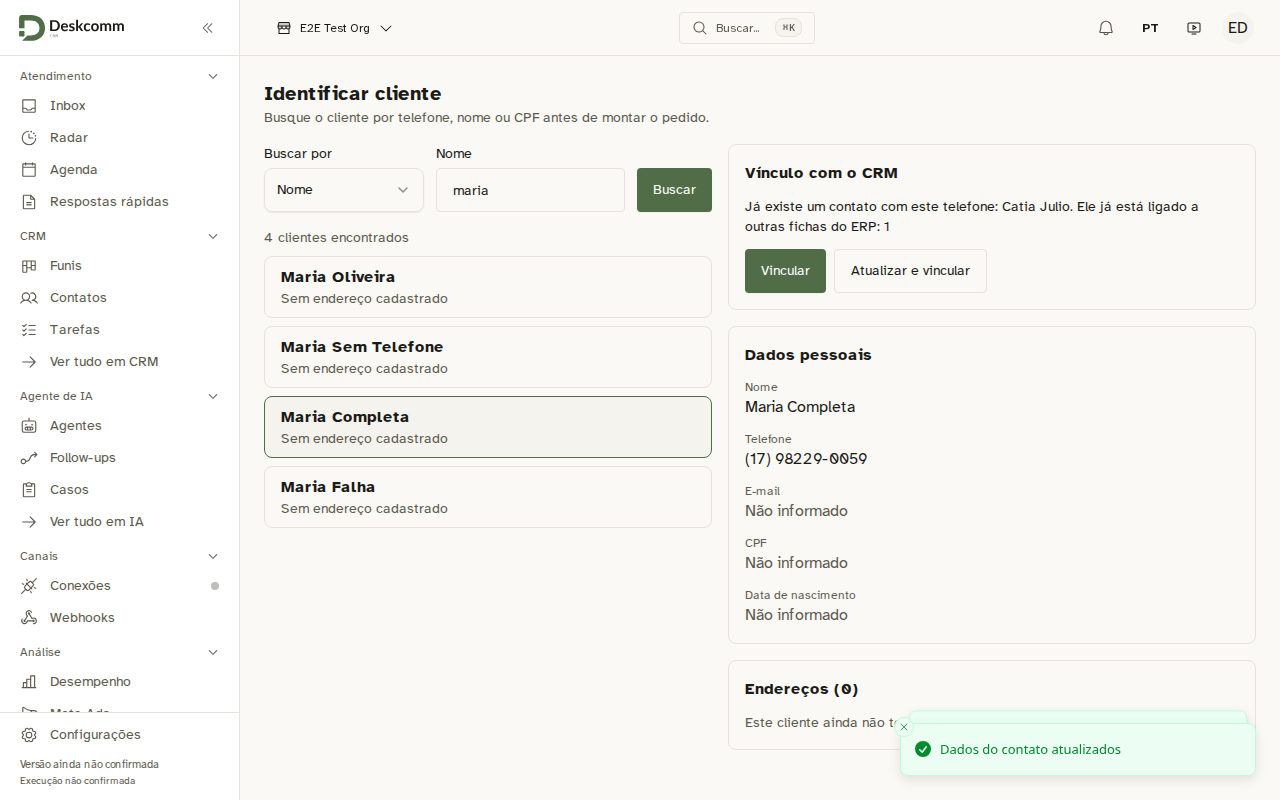 Deskcomm
E2E Test Org
Buscar...
⌘K
PT
ED
Atendimento
Inbox
Radar
Agenda
Respostas rápidas
CRM
Funis
Contatos
Tarefas
Ver tudo em CRM
Agente de IA
Agentes
Follow-ups
Casos
Ver tudo em IA
Canais
Conexões
Webhooks
Análise
Desempenho
Configurações
Versão ainda não confirmada
Execução não confirmada
Identificar cliente
Busque o cliente por telefone, nome ou CPF antes de montar o pedido.
Buscar por
Nome
Nome
maria
Buscar
4 clientes encontrados
Maria Oliveira
Sem endereço cadastrado
Maria Sem Telefone
Sem endereço cadastrado
Maria Completa
Sem endereço cadastrado
Maria Falha
Sem endereço cadastrado
Vínculo com o CRM
Já existe um contato com este telefone: Catia Julio. Ele já está ligado a
outras fichas do ERP: 1
Vincular
Atualizar e vincular
Dados pessoais
Nome
Maria Completa
Telefone
(17) 98229-0059
E-mail
Não informado
CPF
Não informado
Data de nascimento
Não informado
Endereços (0)
Este cliente ainda não
Dados do contato atualizados